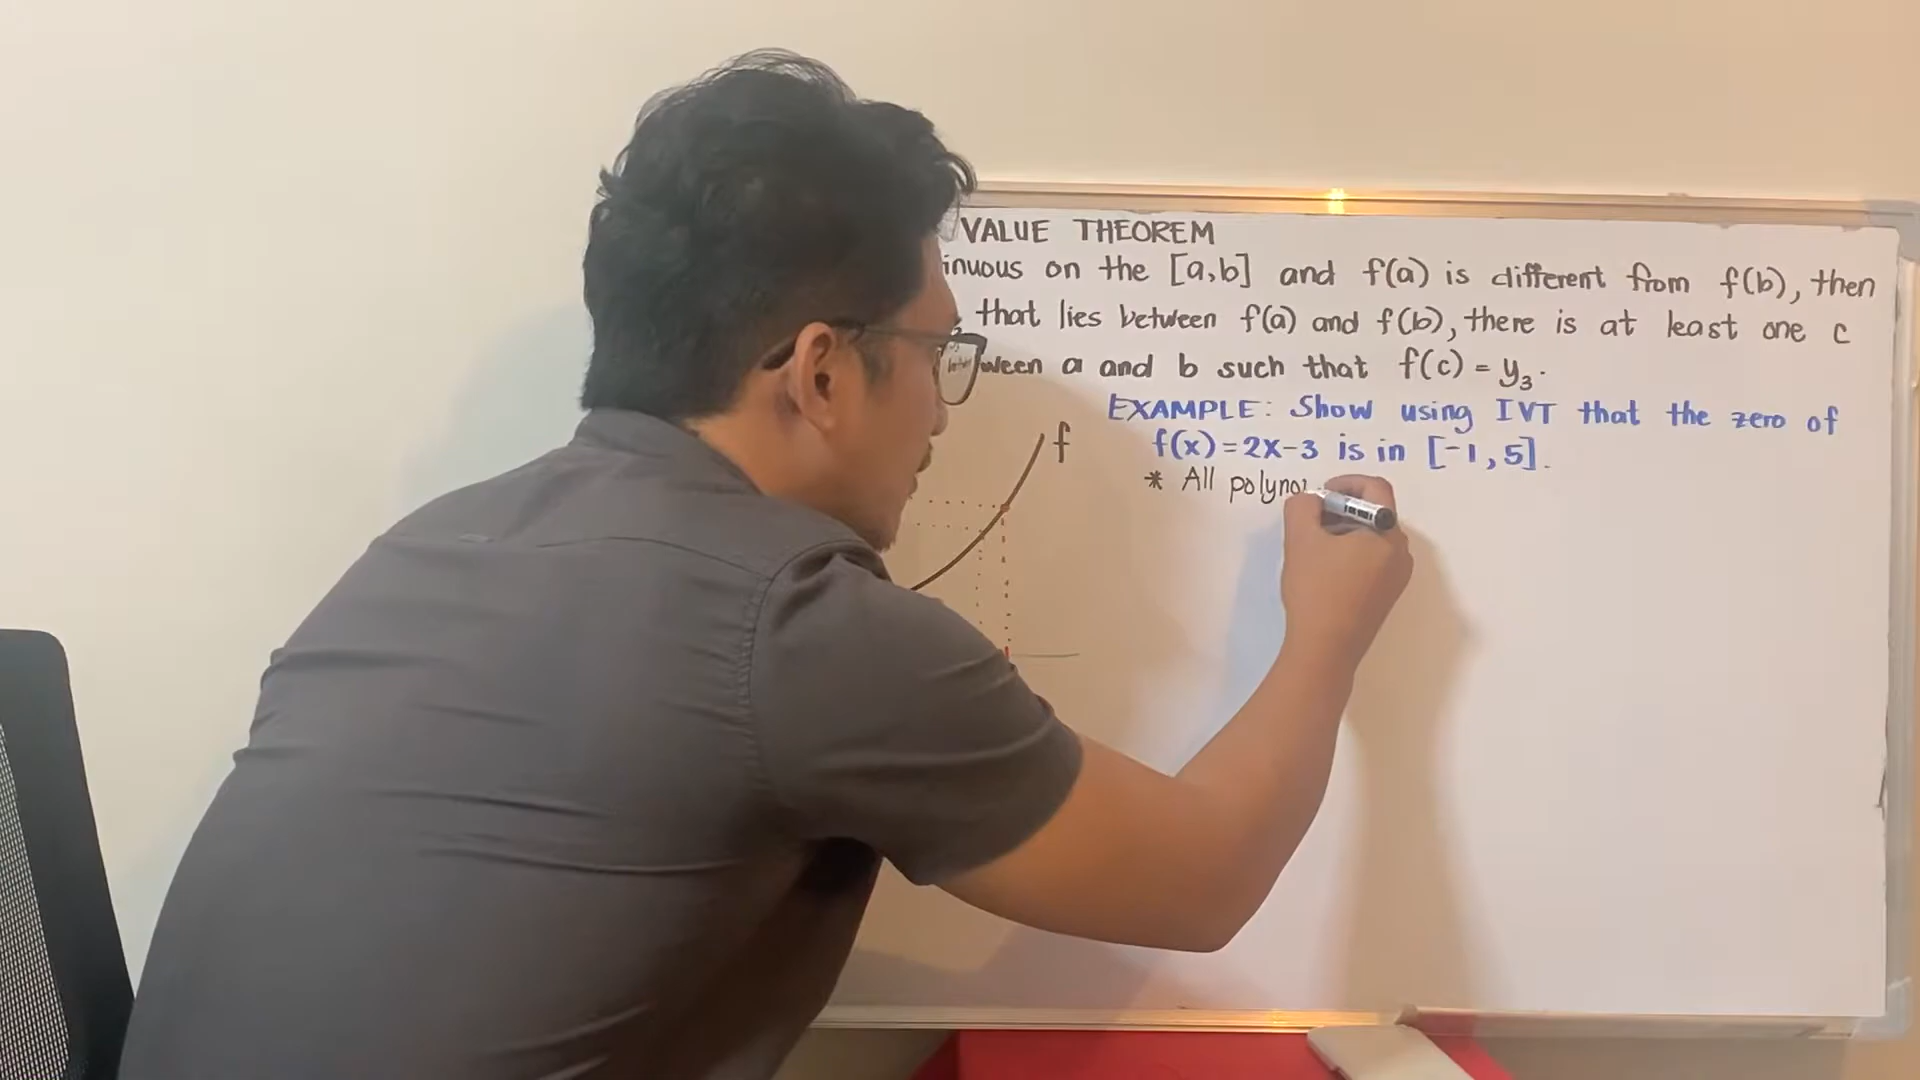 VALUE THEOREM
inuous on the [a,b] and f(a) is different from f(b), then
that lies between f(a) and f(b), there is at least one c
ween a and b such that f(c) = y₃.
EXAMPLE: Show using IVT that the zero of
f(x)=2x-3 is in [-1,5].
* All polyno
f